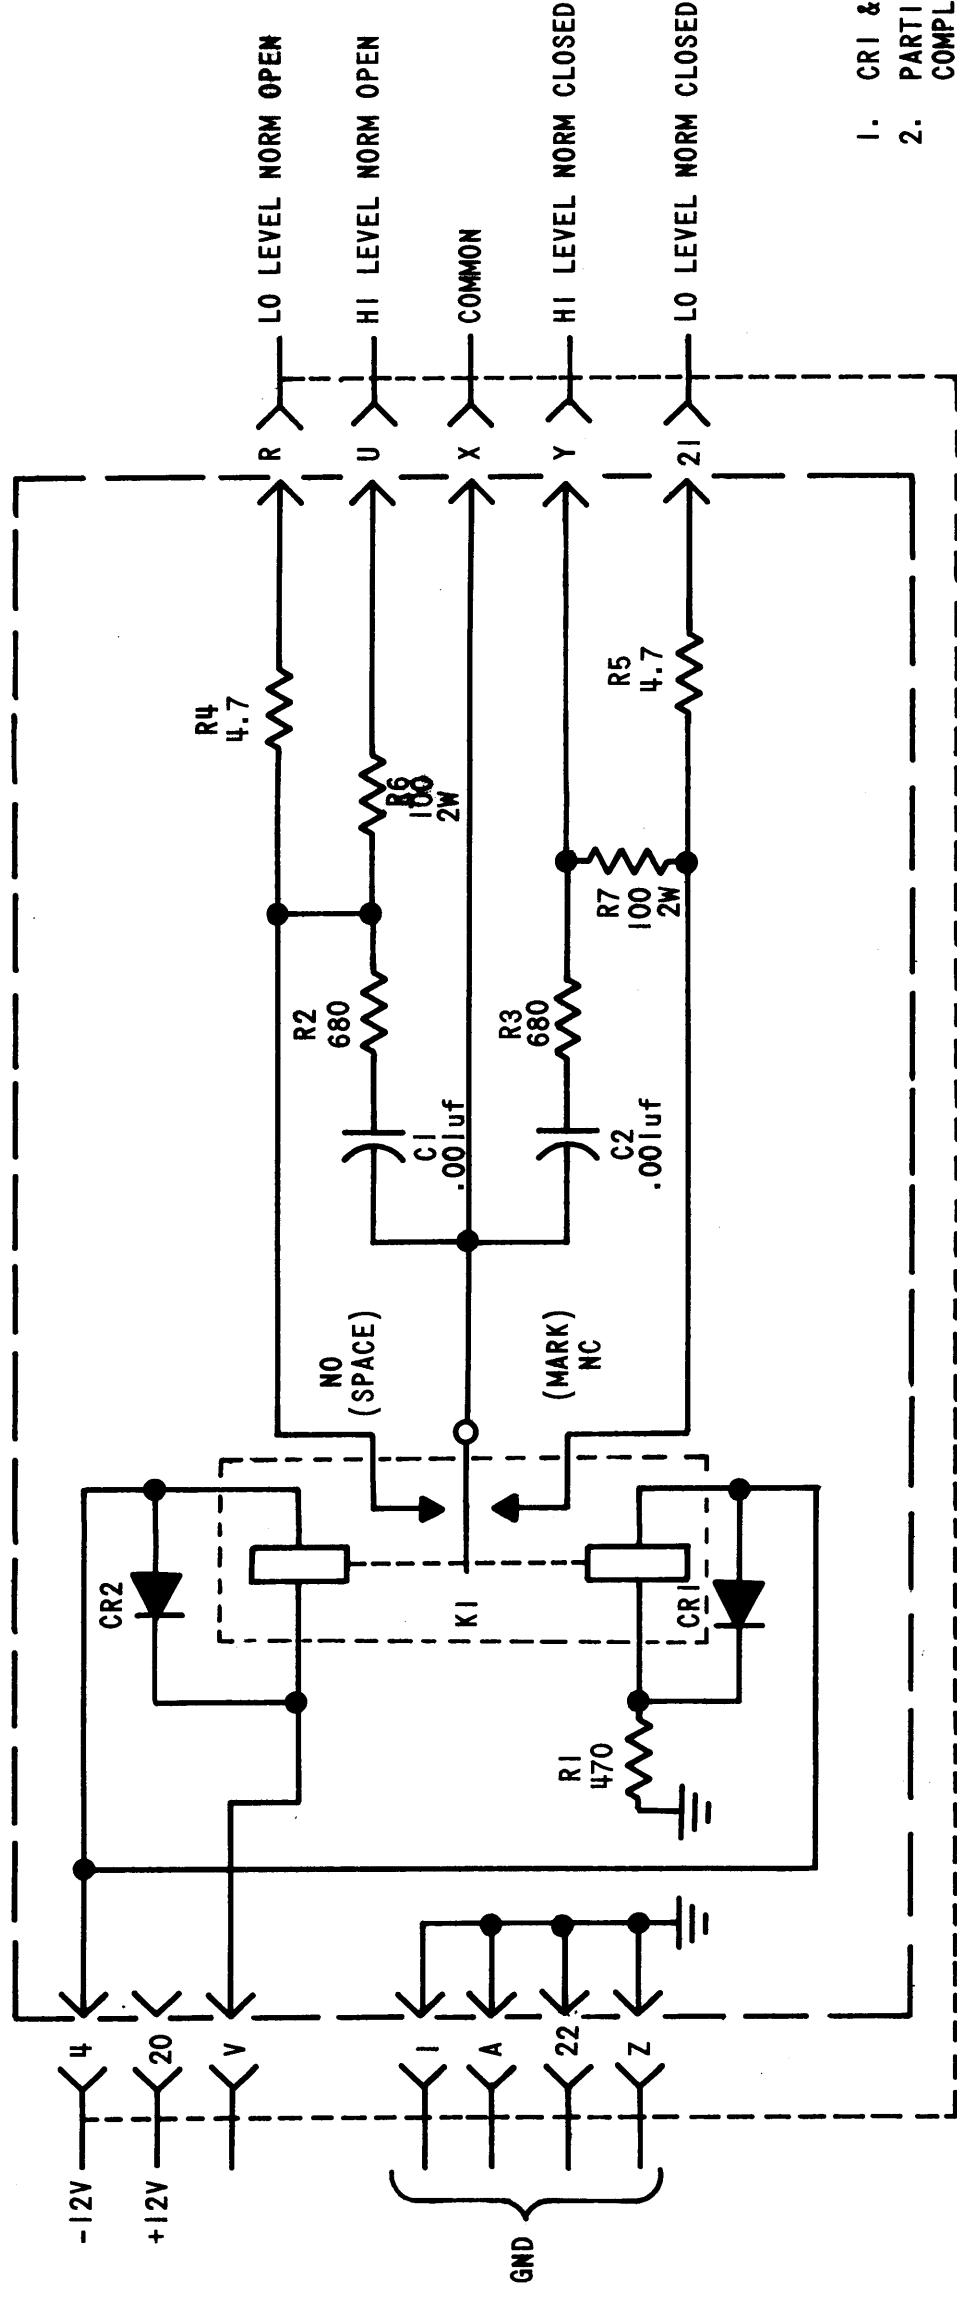 -12V
+12V
4
20
V
GND
1
A
22
Z
CR2
K1
CR1
R1
470
NO
(SPACE)
(MARK)
NC
C1
.001uf
C2
.001uf
R2
680
R3
680
R4
4.7
R6
100
2W
R7
100
2W
R5
4.7
R
U
X
Y
21
LO LEVEL NORM OPEN
HI LEVEL NORM OPEN
COMMON
HI LEVEL NORM CLOSED
LO LEVEL NORM CLOSED
1. CR1 &
2. PARTI
COMPL